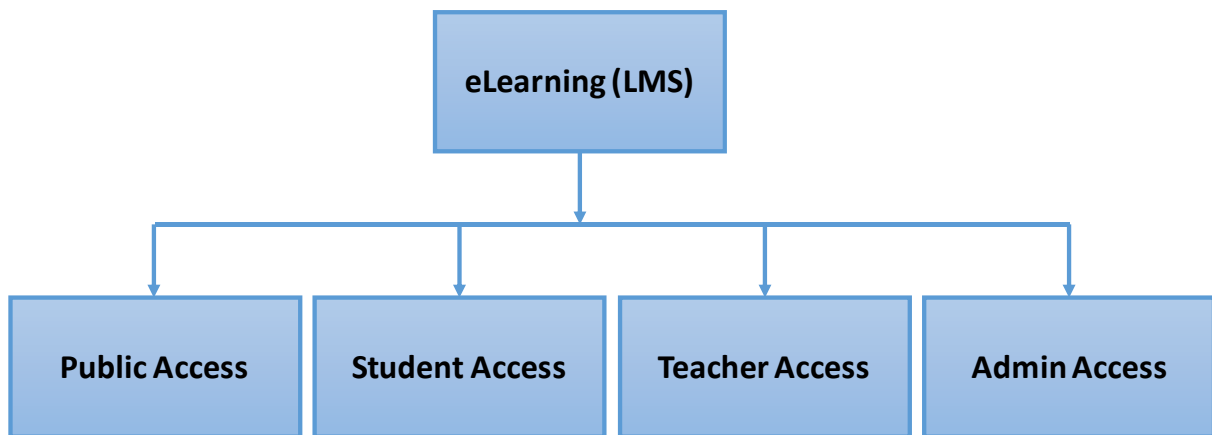 eLearning (LMS)
Public Access
Student Access
Teacher Access
Admin Access